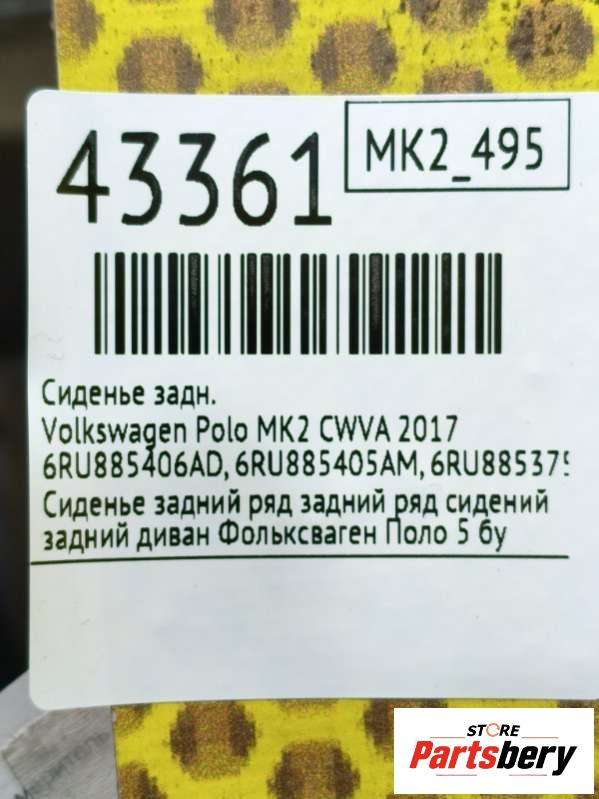 43361
MK2_495
Сиденье задн.
Volkswagen Polo MK2 CWVA 2017
6RU885406AD, 6RU885405AM, 6RU885375
Сиденье задний ряд задний ряд сидений
задний диван Фольксваген Поло 5 бу
STORE
Partsbery